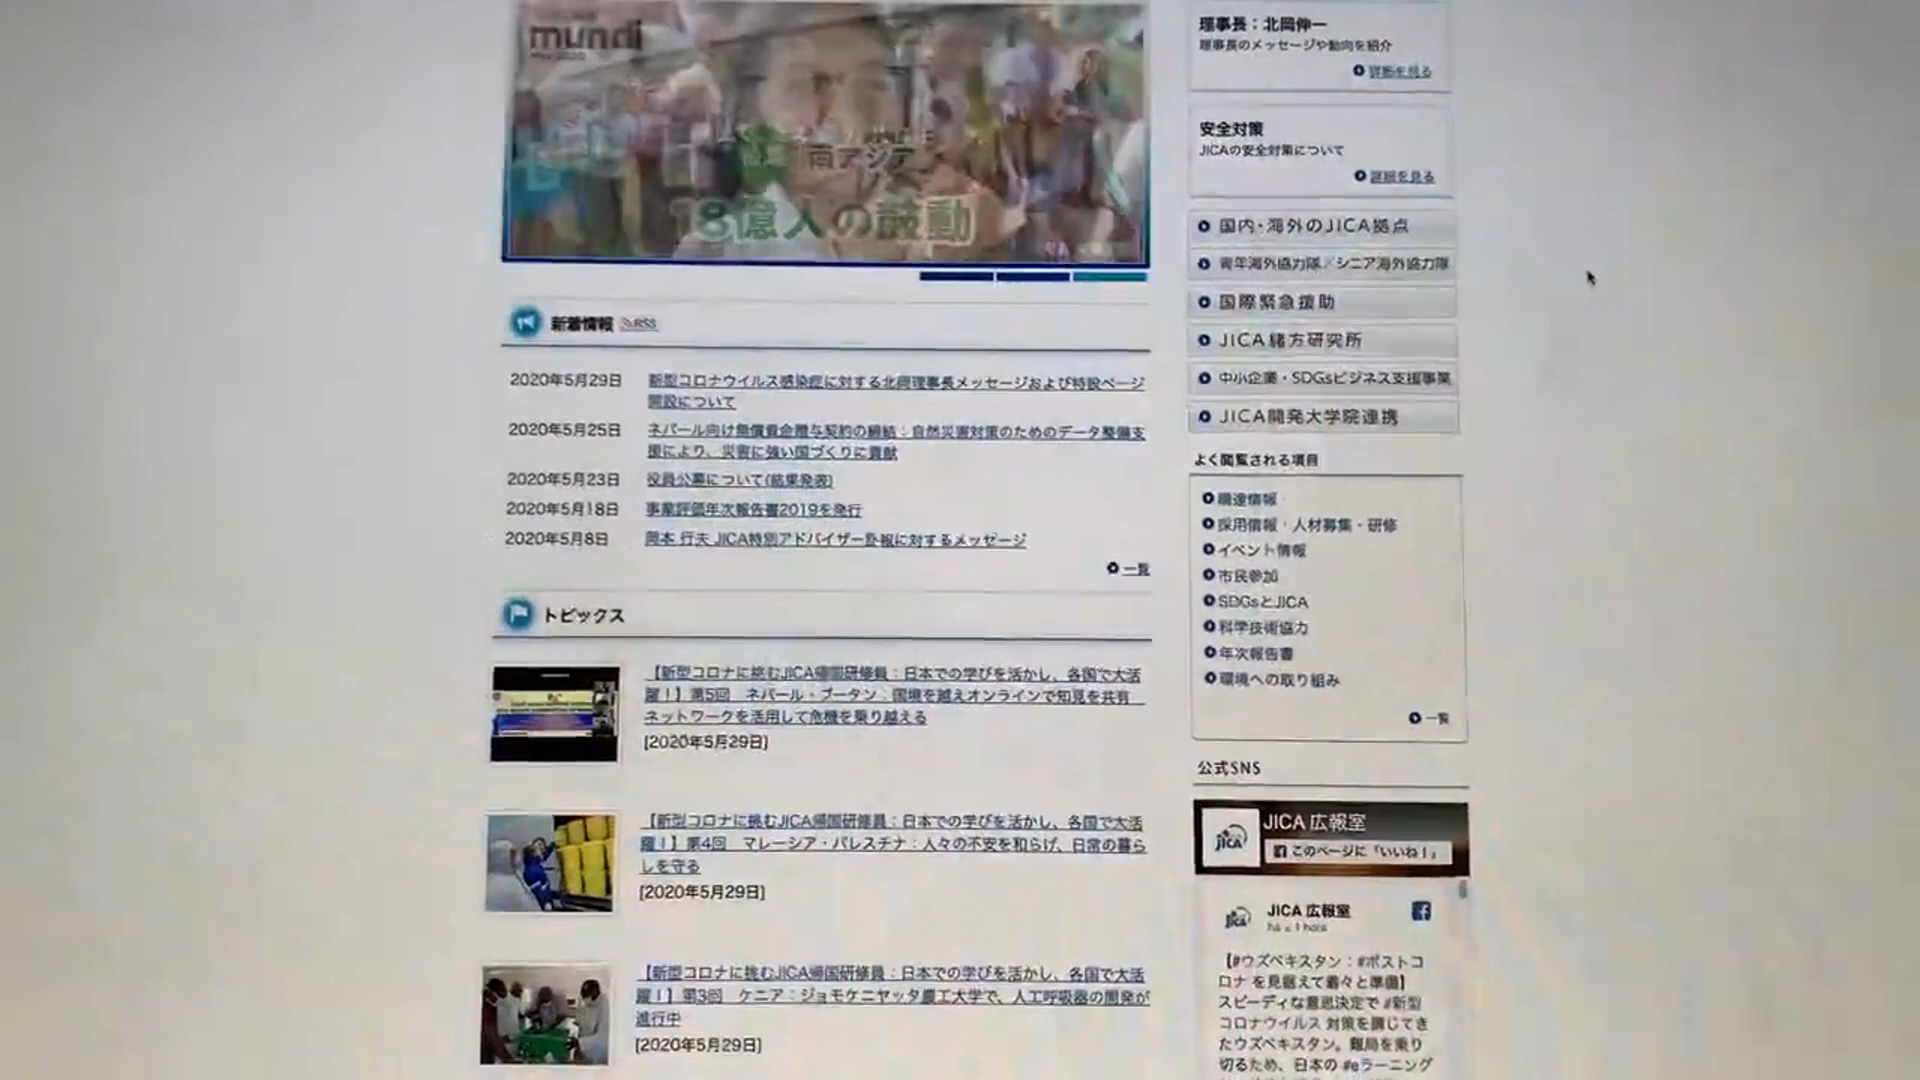 mundi
南アジア
18億人の鼓動
新着情報 RSS
2020年5月29日 新型コロナウイルス感染症に対する北岡理事長メッセージおよび特設ページ
開設について
2020年5月25日 ネパール向け無償資金贈与契約の締結：自然災害対策のためのデータ整備支
援により、災害に強い国づくりに貢献
2020年5月23日 役員公募について(結果発表)
2020年5月18日 事業評価年次報告書2019を発行
2020年5月8日 岡本 行夫 JICA特別アドバイザー訃報に対するメッセージ
一覧
トピックス
【新型コロナに挑むJICA帰国研修員：日本での学びを活かし、各国で大活
躍！】第5回 ネパール・ブータン：国境を越えオンラインで知見を共有
ネットワークを活用して危機を乗り越える
[2020年5月29日]
【新型コロナに挑むJICA帰国研修員：日本での学びを活かし、各国で大活
躍！】第4回 マレーシア・パレスチナ：人々の不安を和らげ、日常の暮ら
しを守る
[2020年5月29日]
【新型コロナに挑むJICA帰国研修員：日本での学びを活かし、各国で大活
躍！】第3回 ケニア：ジョモケニヤッタ農工大学で、人工呼吸器の開発が
進行中
[2020年5月29日]
理事長：北岡伸一
理事長のメッセージや動向を紹介
詳細を見る
安全対策
JICAの安全対策について
詳細を見る
国内・海外のJICA拠点
青年海外協力隊／シニア海外協力隊
国際緊急援助
JICA緒方研究所
中小企業・SDGsビジネス支援事業
JICA開発大学院連携
よく閲覧される項目
調達情報
採用情報・人材募集・研修
イベント情報
市民参加
SDGsとJICA
科学技術協力
年次報告書
環境への取り組み
一覧
公式SNS
JICA 広報室
このページに「いいね！」
JICA 広報室
há ± 1 hora
【#ウズベキスタン：#ポストコ
ロナ を見据えて着々と準備】
スピーディな意思決定で #新型
コロナウイルス 対策を講じてき
たウズベキスタン。難局を乗り
切るため、日本の #eラーニング